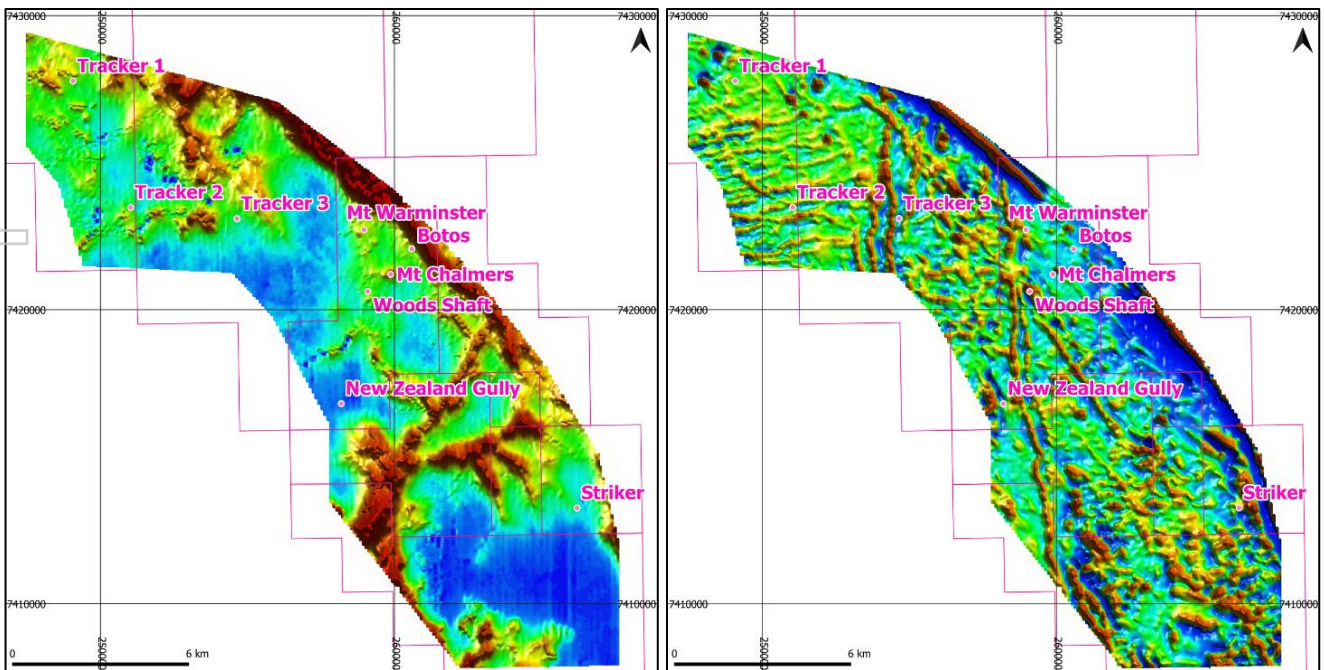 7430000
7430000
250000
260000
Tracker 1
Tracker 2
Tracker 3
Mt Warminster
Botos
Mt Chalmers
Woods Shaft
7420000
New Zealand Gully
Striker
7410000
0
6 km
250000
260000
7430000
7430000
250000
260000
Tracker 1
Tracker 2
Tracker 3
Mt Warminster
Botos
Mt Chalmers
Woods Shaft
7420000
7420000
New Zealand Gully
Striker
7410000
7410000
0
6 km
250000
260000